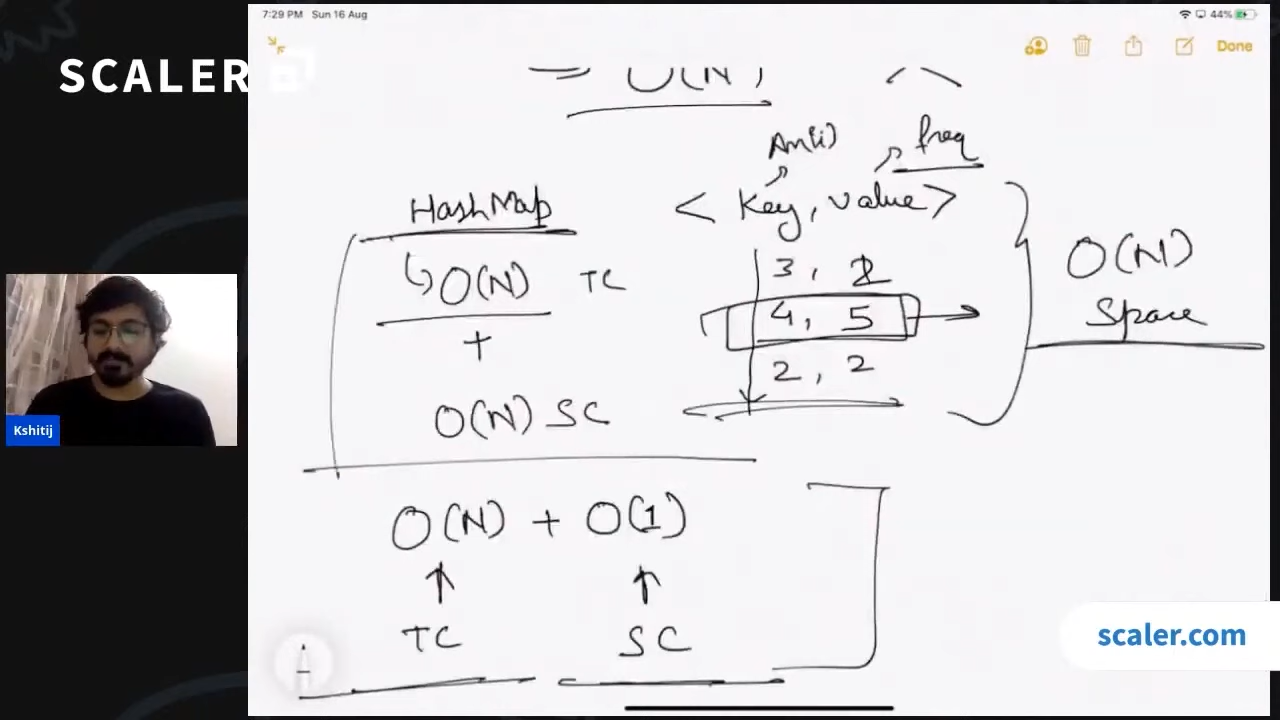 7:29 PM Sun 16 Aug
44%
Done
SCALER
O(N)
Arr(i)
freq
HashMap
< Key, value >
O(N) TC
3, 2
O(N)
Space
4, 5
+
2, 2
O(N) SC
Kshitij
O(N) + O(1)
TC
SC
scaler.com